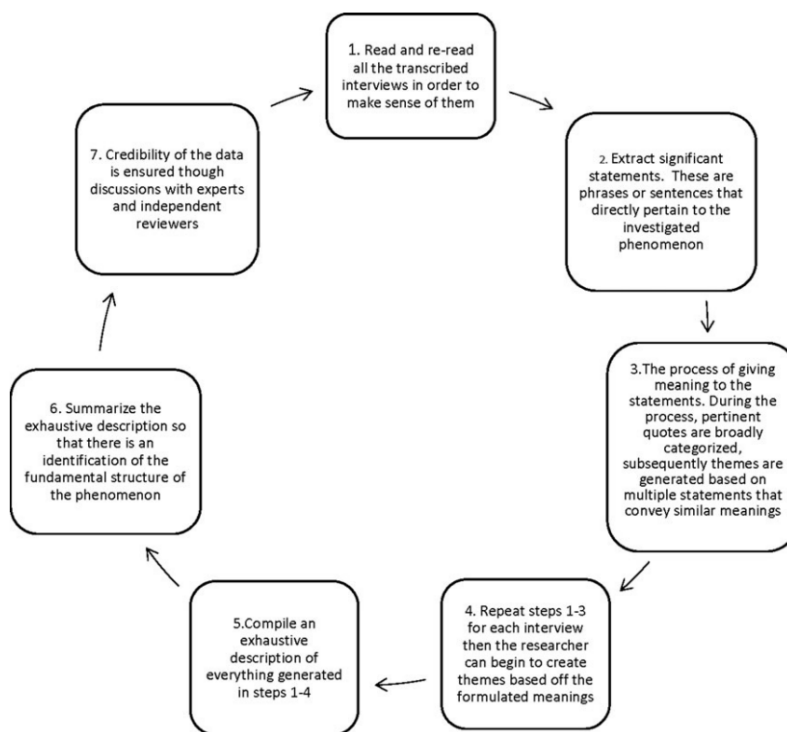 1. Read and re-read
all the transcribed
interviews in order to
make sense of them
2. Extract significant
statements. These are
phrases or sentences that
directly pertain to the
investigated
phenomenon
3.The process of giving
meaning to the
statements. During the
process, pertinent
quotes are broadly
categorized,
subsequently themes are
generated based on
multiple statements that
convey similar meanings
4. Repeat steps 1-3
for each interview
then the researcher
can begin to create
themes based off the
formulated meanings
5.Compile an
exhaustive
description of
everything generated
in steps 1-4
6. Summarize the
exhaustive description so
that there is an
identification of the
fundamental structure of
the phenomenon
7. Credibility of the data
is ensured though
discussions with experts
and independent
reviewers